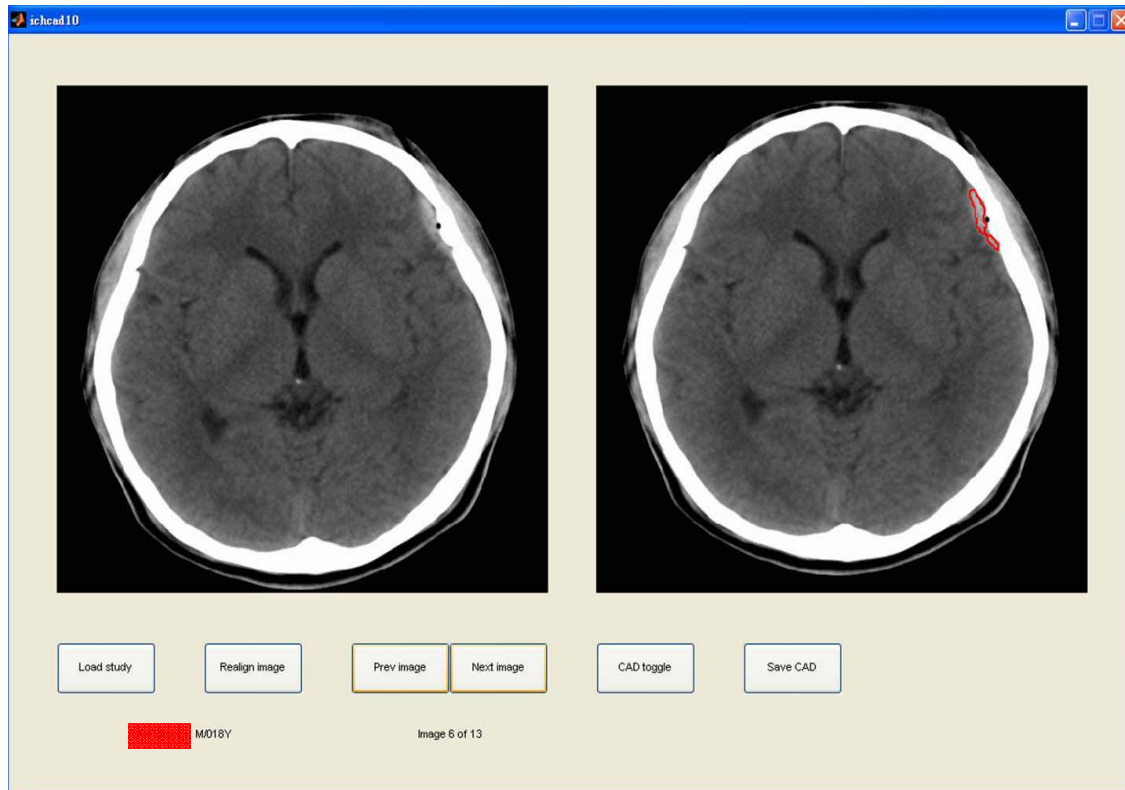 ichcad10
Load study
Realign image
Prev image
Next image
CAD toggle
Save CAD
M/018Y
Image 6 of 13